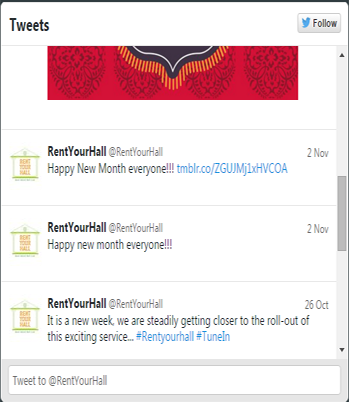 Tweets
Follow
RentYourHall @RentYourHall 2 Nov
Happy New Month everyone!!! tmblr.co/ZGUJMj1xHVCOA
RentYourHall @RentYourHall 2 Nov
Happy new month everyone!!!
RentYourHall @RentYourHall 26 Oct
It is a new week, we are steadily getting closer to the roll-out of
this exciting service... #Rentyourhall #TuneIn
Tweet to @RentYourHall